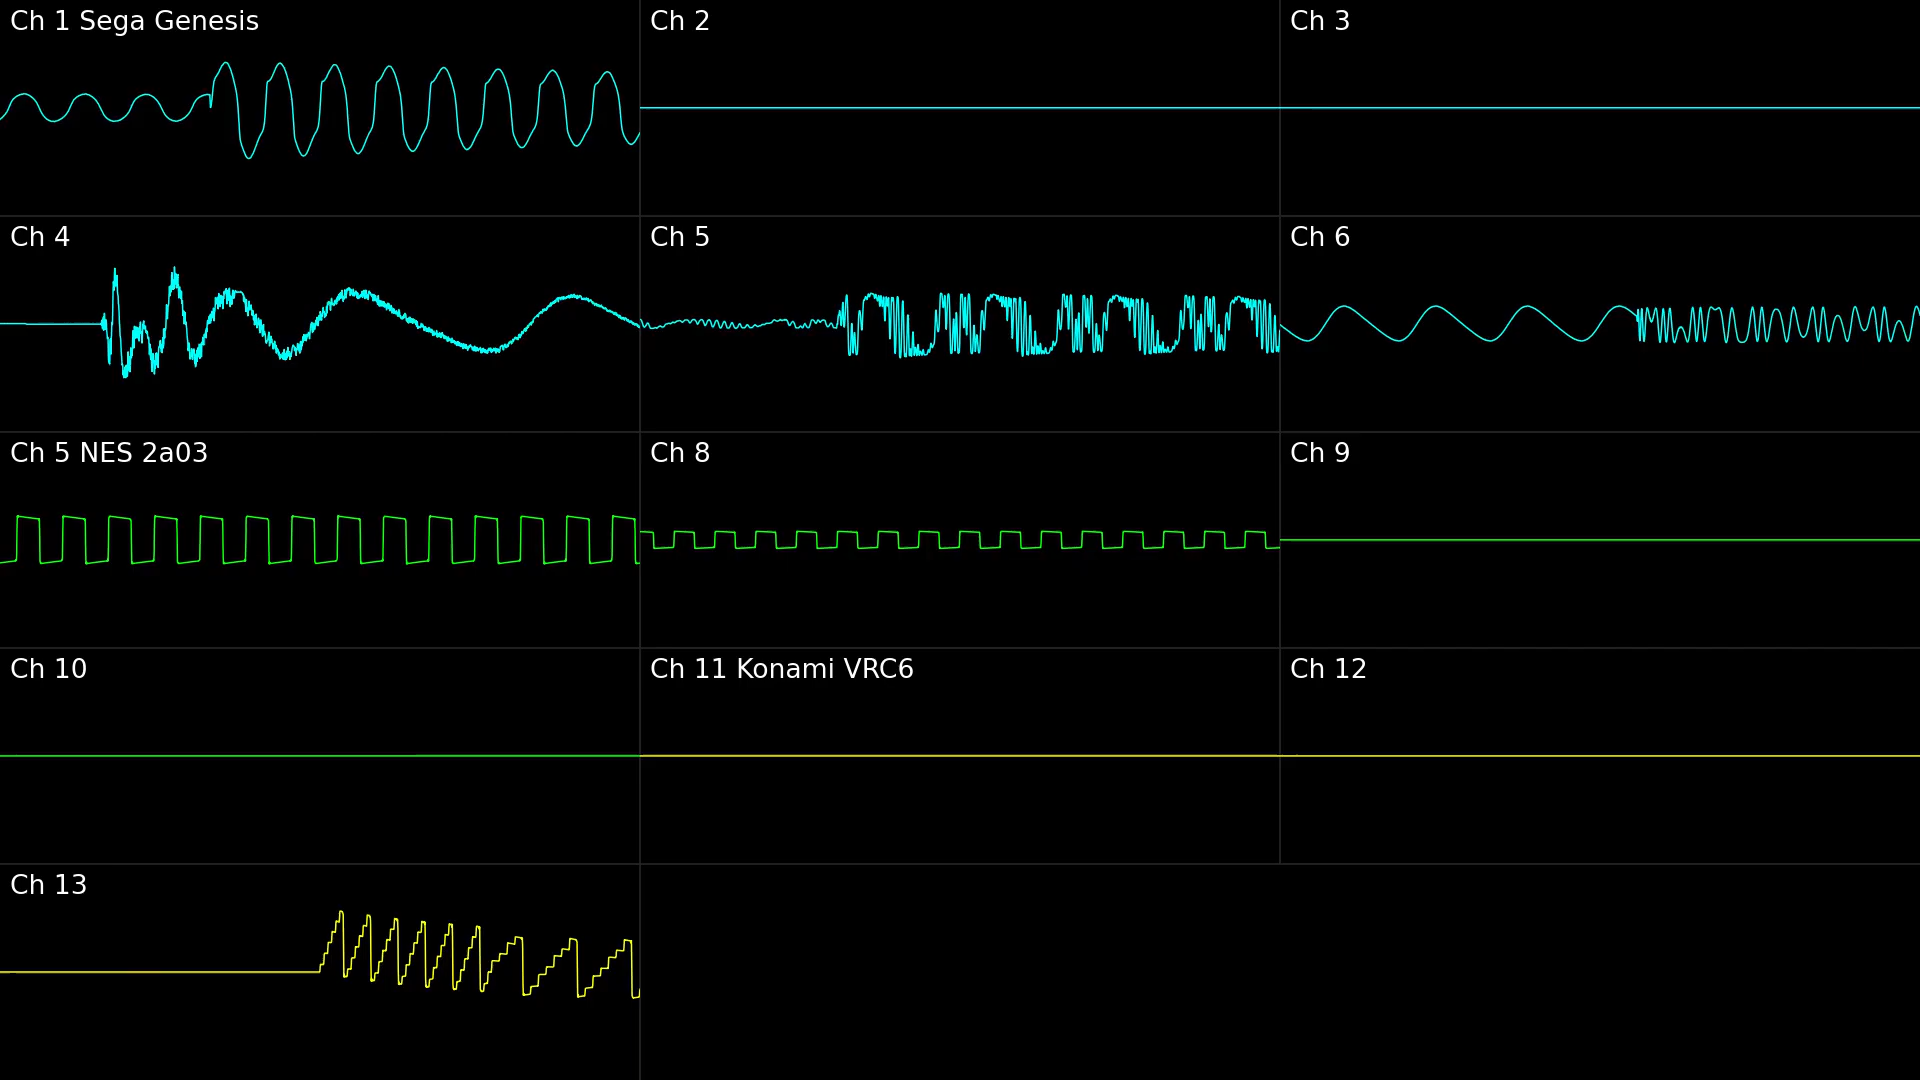 Ch 1 Sega Genesis
Ch 2
Ch 3
Ch 4
Ch 5
Ch 6
Ch 5 NES 2a03
Ch 8
Ch 9
Ch 10
Ch 11 Konami VRC6
Ch 12
Ch 13